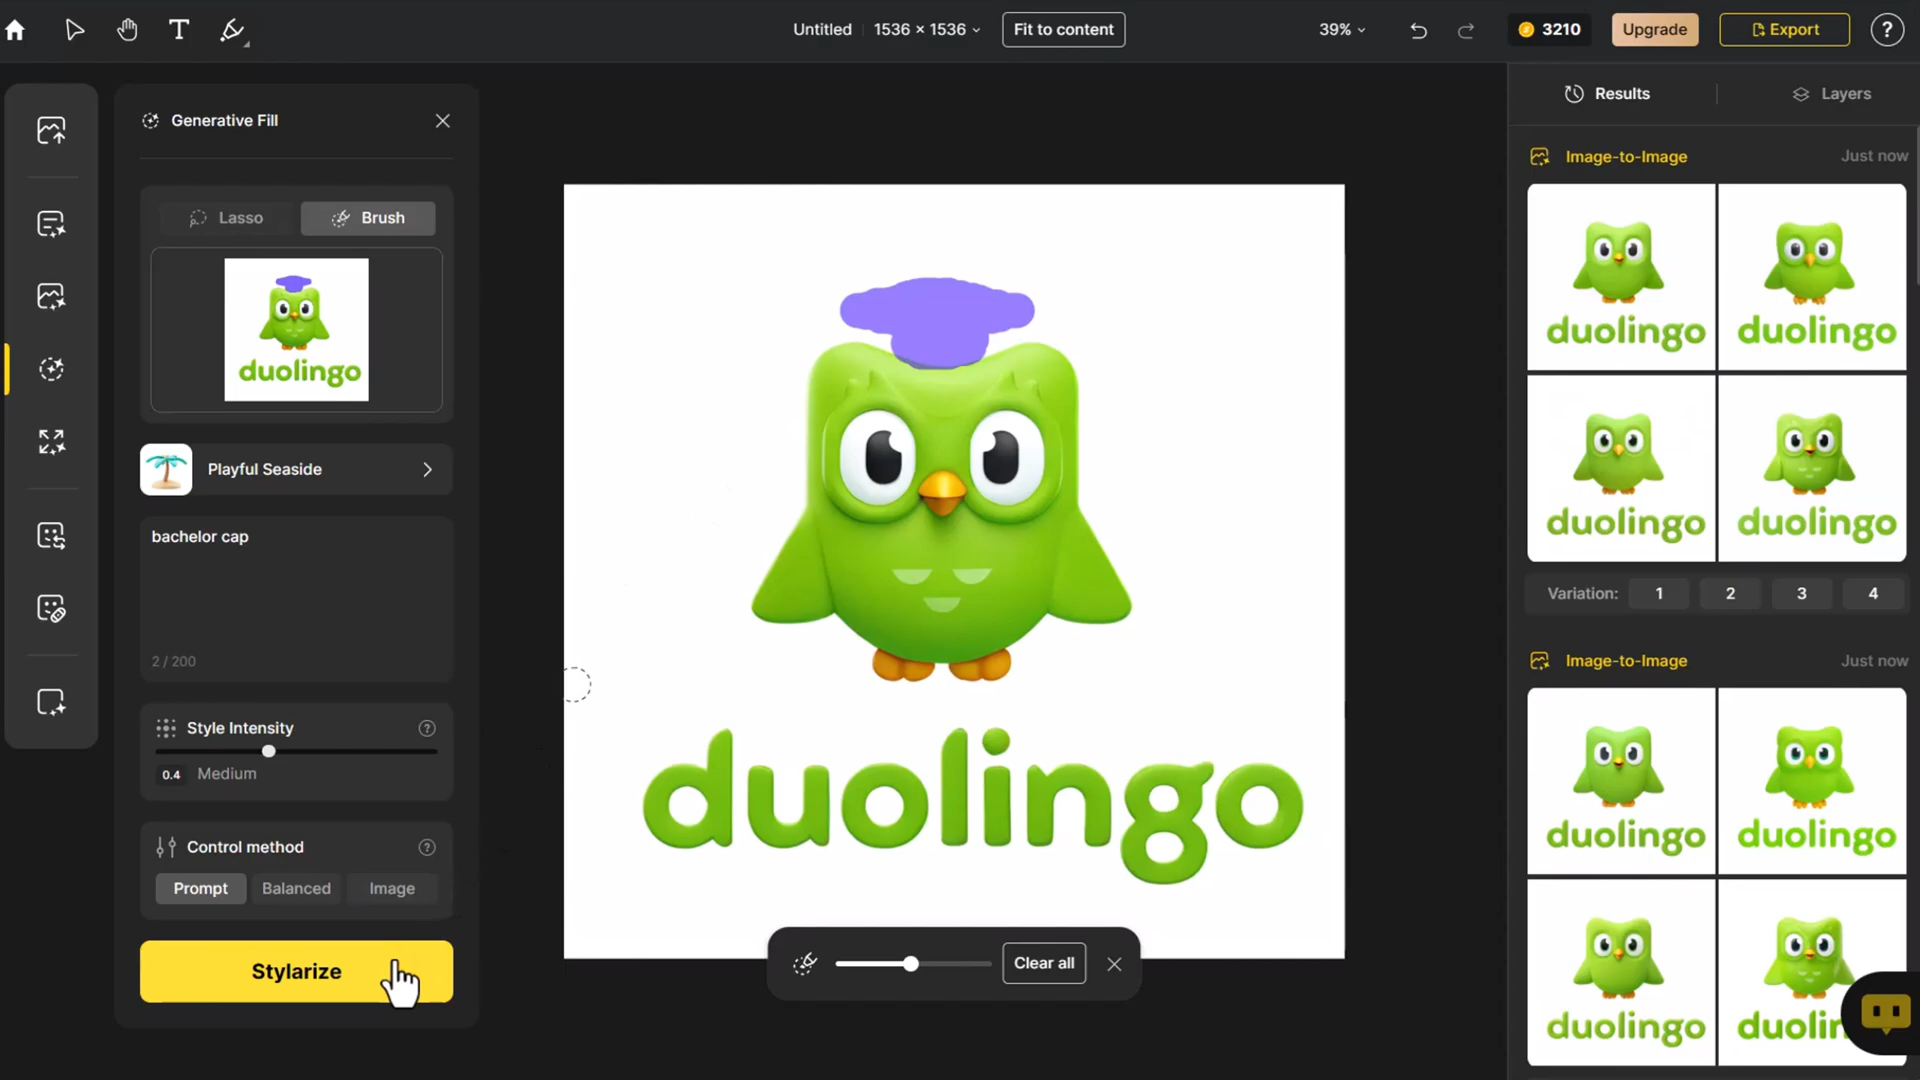 Untitled
1536 × 1536
Fit to content
39%
3210
Upgrade
Export
?
Generative Fill
Lasso
Brush
duolingo
Playful Seaside
bachelor cap
2 / 200
Style Intensity
?
0.4
Medium
Control method
?
Prompt
Balanced
Image
Stylarize
duolingo
Clear all
Results
Layers
Image-to-Image
Just now
duolingo
duolingo
duolingo
duolingo
Variation:
1
2
3
4
Image-to-Image
Just now
duolingo
duolingo
duolingo
duolin